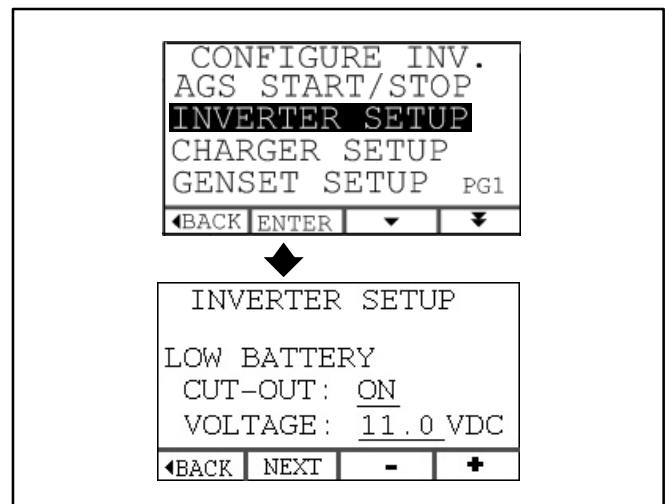 CONFIGURE INV.
AGS START/STOP
INVERTER SETUP
CHARGER SETUP
GENSET SETUP PG1
BACK ENTER
INVERTER SETUP
LOW BATTERY
CUT-OUT: ON
VOLTAGE: 11.0 VDC
BACK NEXT - +